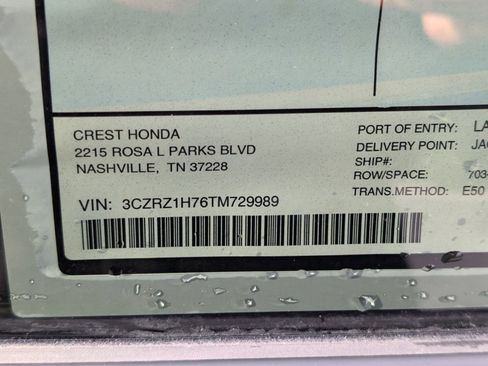 CREST HONDA
2215 ROSA L PARKS BLVD
NASHVILLE, TN 37228
VIN: 3CZRZ1H76TM729989
PORT OF ENTRY: LA
DELIVERY POINT: JA
SHIP#:
ROW/SPACE: 703
TRANS.METHOD: E50